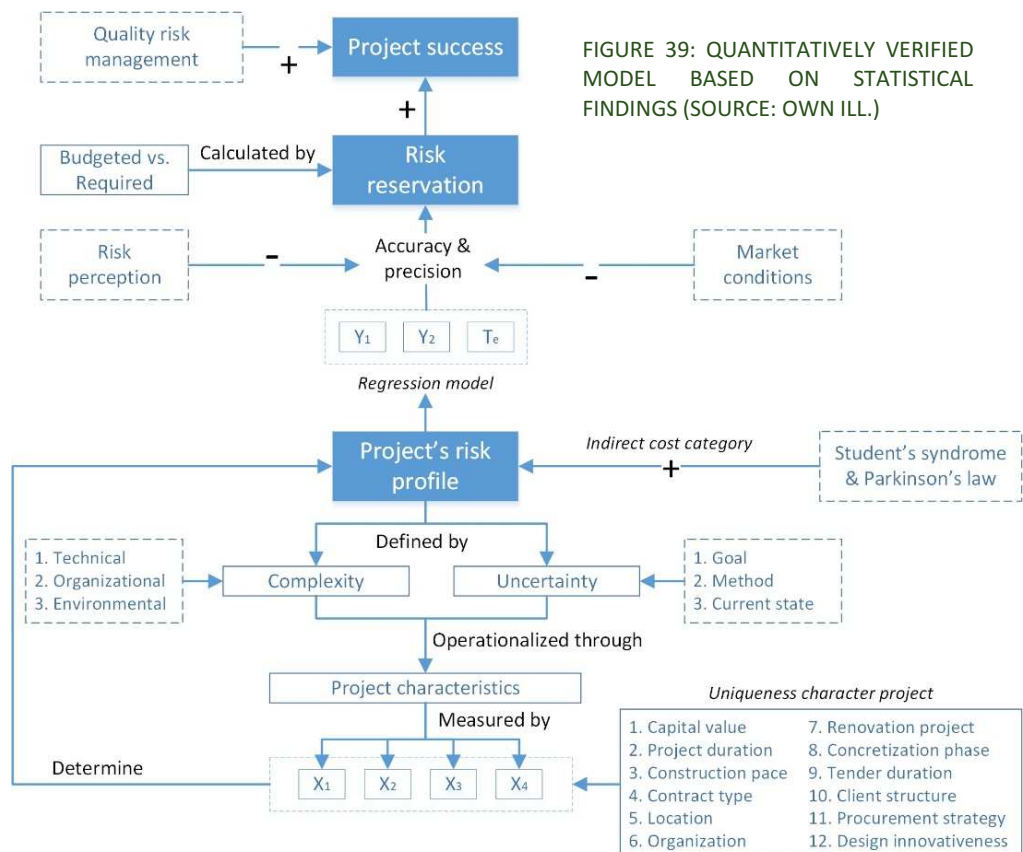 Quality risk
management
+
Project success
FIGURE 39: QUANTITATIVELY VERIFIED
MODEL BASED ON STATISTICAL
FINDINGS (SOURCE: OWN ILL.)
+
Budgeted vs.
Required
Calculated by
Risk
reservation
Risk
perception
-
Accuracy &
precision
-
Market
conditions
Y1 Y2 Te
Regression model
Project's risk
profile
Indirect cost category
+
Student's syndrome
& Parkinson's law
Defined by
1. Technical
2. Organizational
3. Environmental
Complexity
Uncertainty
1. Goal
2. Method
3. Current state
Operationalized through
Project characteristics
Measured by
Uniqueness character project
Determine
X1 X2 X3 X4
1. Capital value
2. Project duration
3. Construction pace
4. Contract type
5. Location
6. Organization
7. Renovation project
8. Concretization phase
9. Tender duration
10. Client structure
11. Procurement strategy
12. Design innovativeness